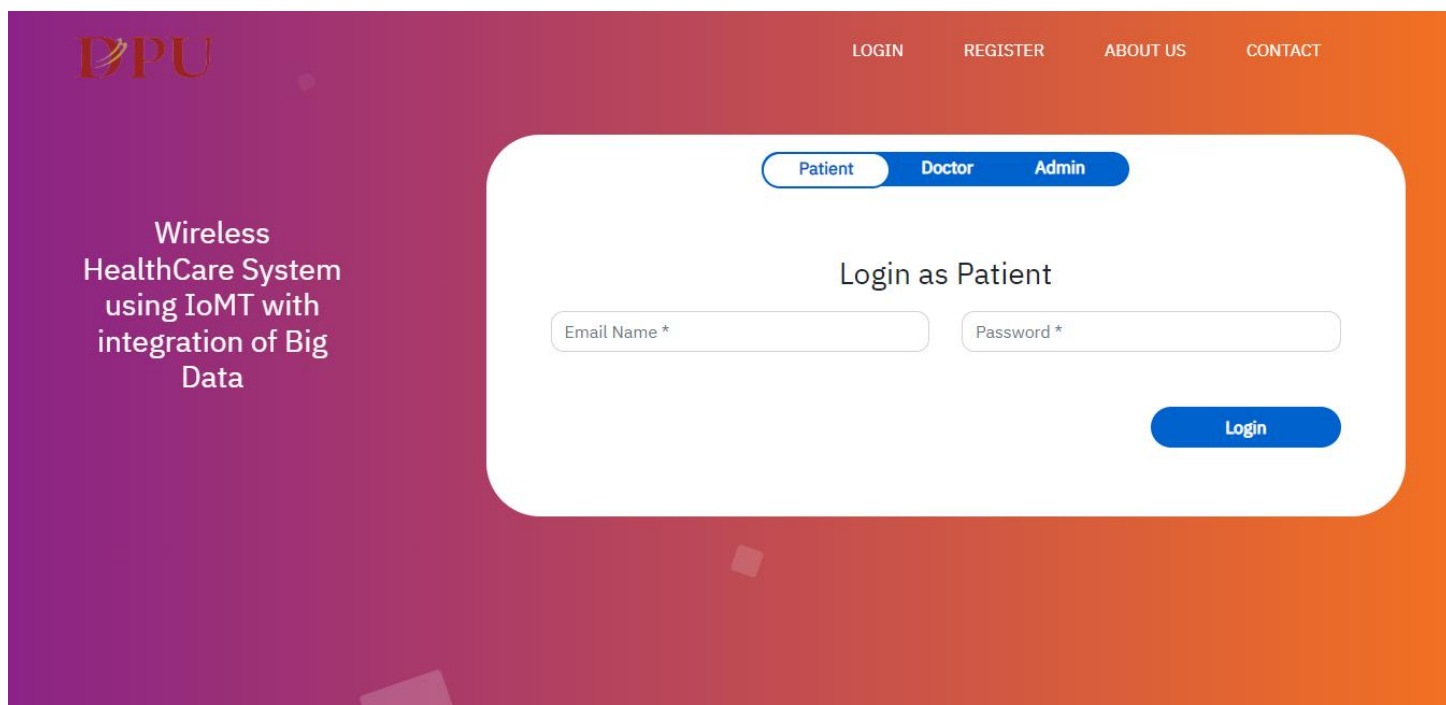 DPU
LOGIN REGISTER ABOUT US CONTACT
Patient Doctor Admin
Wireless
HealthCare System
using IoMT with
integration of Big
Data
Login as Patient
Email Name * Password *
Login